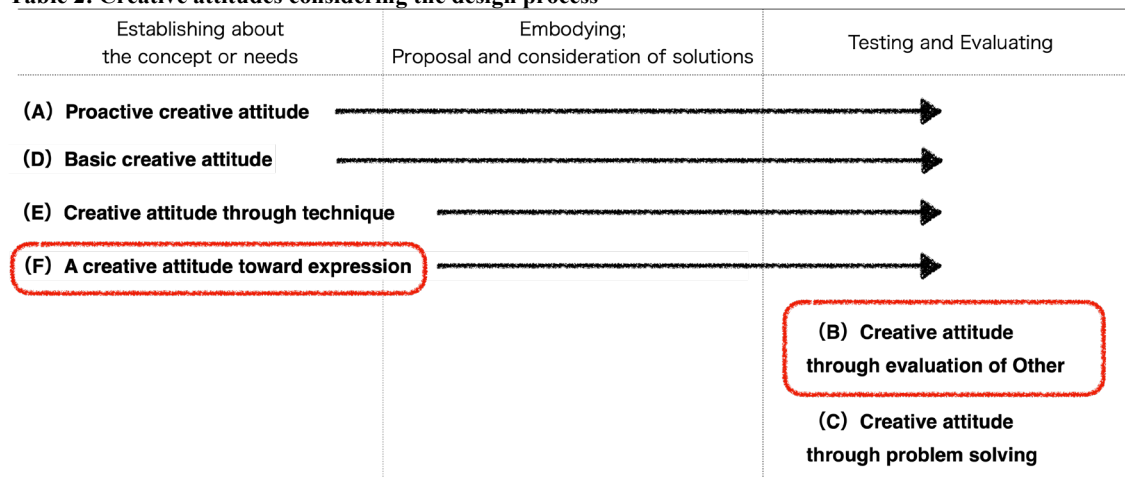 Table 2: Creative attitudes considering the design process
Establishing about
the concept or needs
Embodying;
Proposal and consideration of solutions
Testing and Evaluating
(A) Proactive creative attitude
(D) Basic creative attitude
(E) Creative attitude through technique
(F) A creative attitude toward expression
(B) Creative attitude
through evaluation of Other
(C) Creative attitude
through problem solving